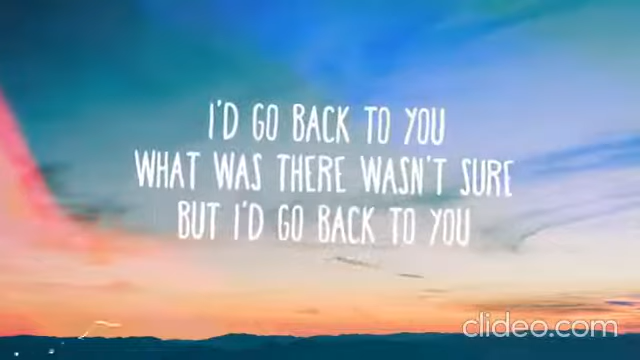 I'D GO BACK TO YOU
WHAT WAS THERE WASN'T SURE
BUT I'D GO BACK TO YOU
clideo.com